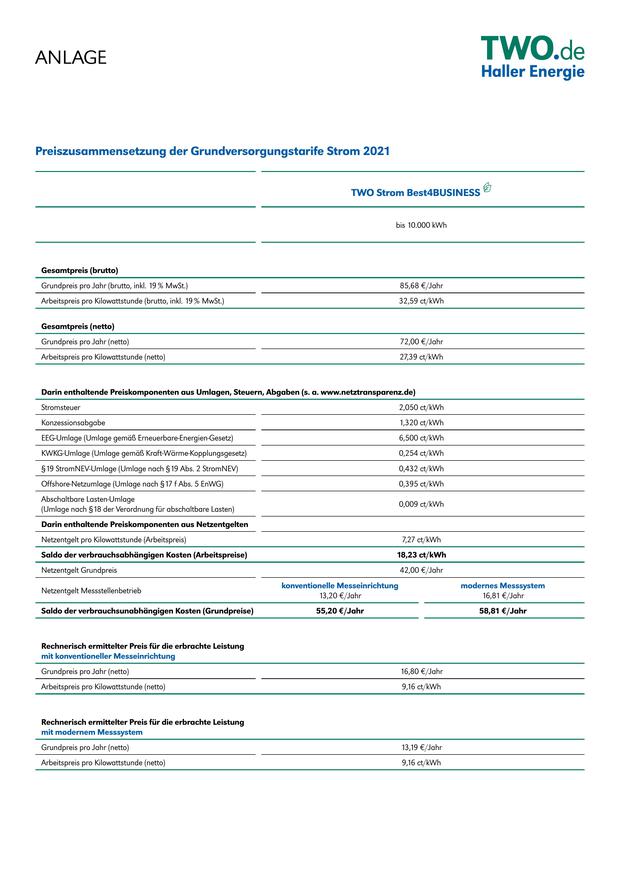 ANLAGE
TWO.de
Haller Energie
Preiszusammensetzung der Grundversorgungstarife Strom 2021
TWO Strom Best4BUSINESS
bis 10.000 kWh
Gesamtpreis (brutto)
Grundpreis pro Jahr (brutto, inkl. 19 % MwSt.) 85,68 €/Jahr
Arbeitspreis pro Kilowattstunde (brutto, inkl. 19 % MwSt.) 32,59 ct/kWh
Gesamtpreis (netto)
Grundpreis pro Jahr (netto) 72,00 €/Jahr
Arbeitspreis pro Kilowattstunde (netto) 27,39 ct/kWh
Darin enthaltende Preiskomponenten aus Umlagen, Steuern, Abgaben (s. a. www.netztransparenz.de)
Stromsteuer 2,050 ct/kWh
Konzessionsabgabe 1,320 ct/kWh
EEG-Umlage (Umlage gemäß Erneuerbare-Energien-Gesetz) 6,500 ct/kWh
KWKG-Umlage (Umlage gemäß Kraft-Wärme-Kopplungsgesetz) 0,254 ct/kWh
§ 19 StromNEV-Umlage (Umlage nach § 19 Abs. 2 StromNEV) 0,432 ct/kWh
Offshore-Netzumlage (Umlage nach § 17 f Abs. 5 EnWG) 0,395 ct/kWh
Abschaltbare Lasten-Umlage
(Umlage nach § 18 der Verordnung für abschaltbare Lasten) 0,009 ct/kWh
Darin enthaltende Preiskomponenten aus Netzentgelten
Netzentgelt pro Kilowattstunde (Arbeitspreis) 7,27 ct/kWh
Saldo der verbrauchsabhängigen Kosten (Arbeitspreise) 18,23 ct/kWh
Netzentgelt Grundpreis 42,00 €/Jahr
konventionelle Messeinrichtung modernes Messsystem
Netzentgelt Messstellenbetrieb 13,20 €/Jahr 16,81 €/Jahr
Saldo der verbrauchsunabhängigen Kosten (Grundpreise) 55,20 €/Jahr 58,81 €/Jahr
Rechnerisch ermittelter Preis für die erbrachte Leistung
mit konventioneller Messeinrichtung
Grundpreis pro Jahr (netto) 16,80 €/Jahr
Arbeitspreis pro Kilowattstunde (netto) 9,16 ct/kWh
Rechnerisch ermittelter Preis für die erbrachte Leistung
mit modernem Messsystem
Grundpreis pro Jahr (netto) 13,19 €/Jahr
Arbeitspreis pro Kilowattstunde (netto) 9,16 ct/kWh